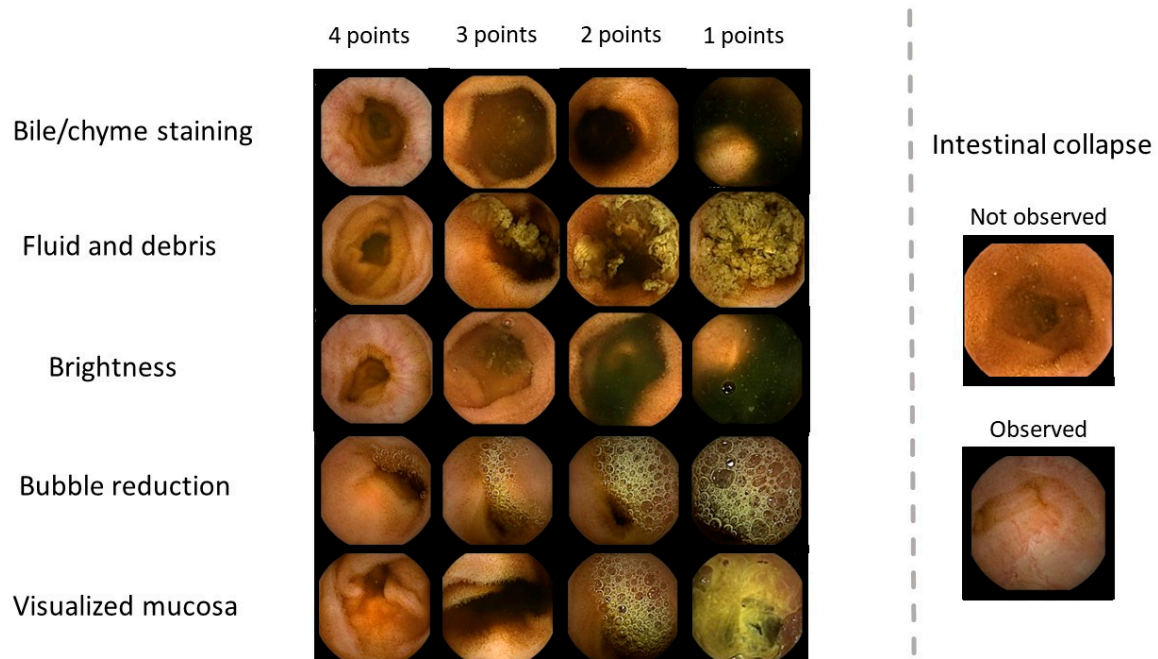 4 points 3 points 2 points 1 points
Bile/chyme staining
Fluid and debris
Brightness
Bubble reduction
Visualized mucosa
Intestinal collapse
Not observed
Observed